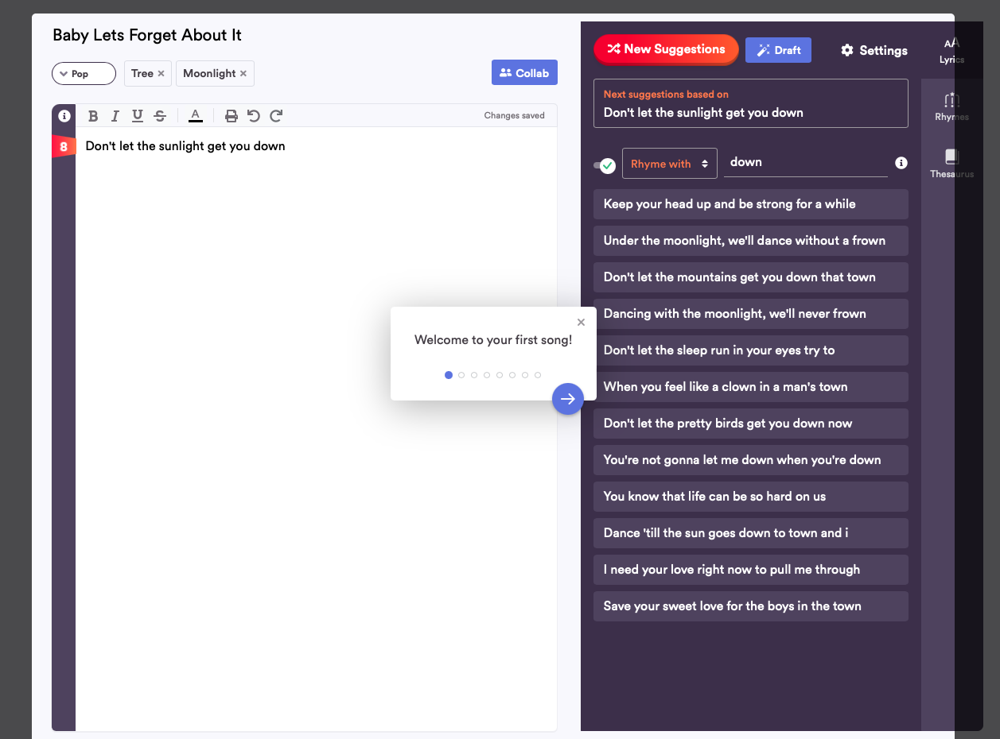 Baby Lets Forget About It
Pop
Tree
Moonlight
Collab
B I U S A
Changes saved
8
Don't let the sunlight get you down
Welcome to your first song!
New Suggestions
Draft
Settings
Next suggestions based on
Don't let the sunlight get you down
Rhyme with
down
Keep your head up and be strong for a while
Under the moonlight, we'll dance without a frown
Don't let the mountains get you down that town
Dancing with the moonlight, we'll never frown
Don't let the sleep run in your eyes try to
When you feel like a clown in a man's town
Don't let the pretty birds get you down now
You're not gonna let me down when you're down
You know that life can be so hard on us
Dance 'till the sun goes down to town and i
I need your love right now to pull me through
Save your sweet love for the boys in the town
AA
Lyrics
Rhymes
Thesaurus